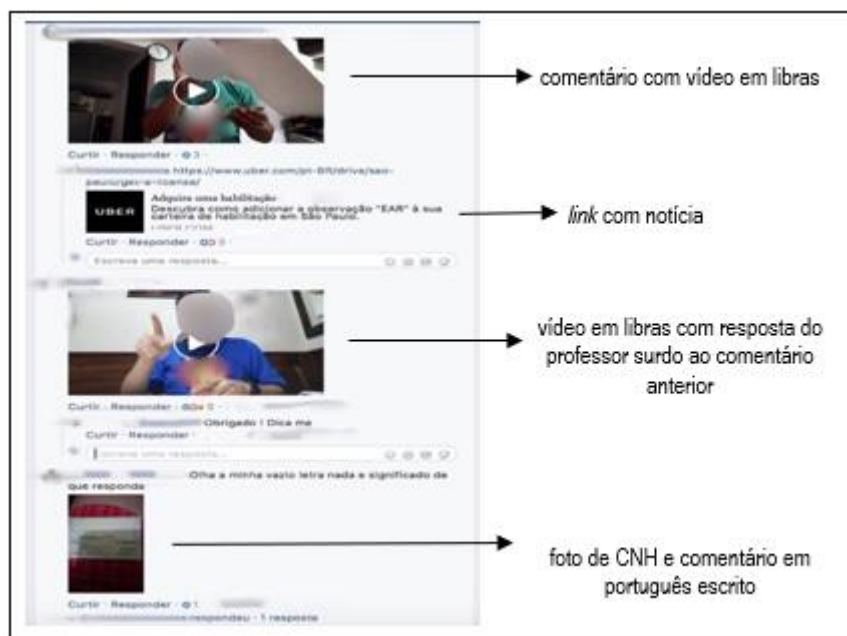 comentário com vídeo em libras
Curtir · Responder · 3 ·
https://www.uber.com/pt-BR/drive/sao-
Adquira uma habilitação
UBER
Descubra como adicionar a observação "EAR" à sua
carteira de habilitação em São Paulo.
link com notícia
Curtir · Responder ·
Escreva uma resposta...
vídeo em libras com resposta do
professor surdo ao comentário
anterior
Curtir · Responder ·
Obrigado ! Dica me
Curtir · Responder ·
Escreva uma resposta...
Olha a minha vazio letra nada e significado de
que responda
foto de CNH e comentário em
português escrito
Curtir · Responder · 1
respondeu · 1 resposta